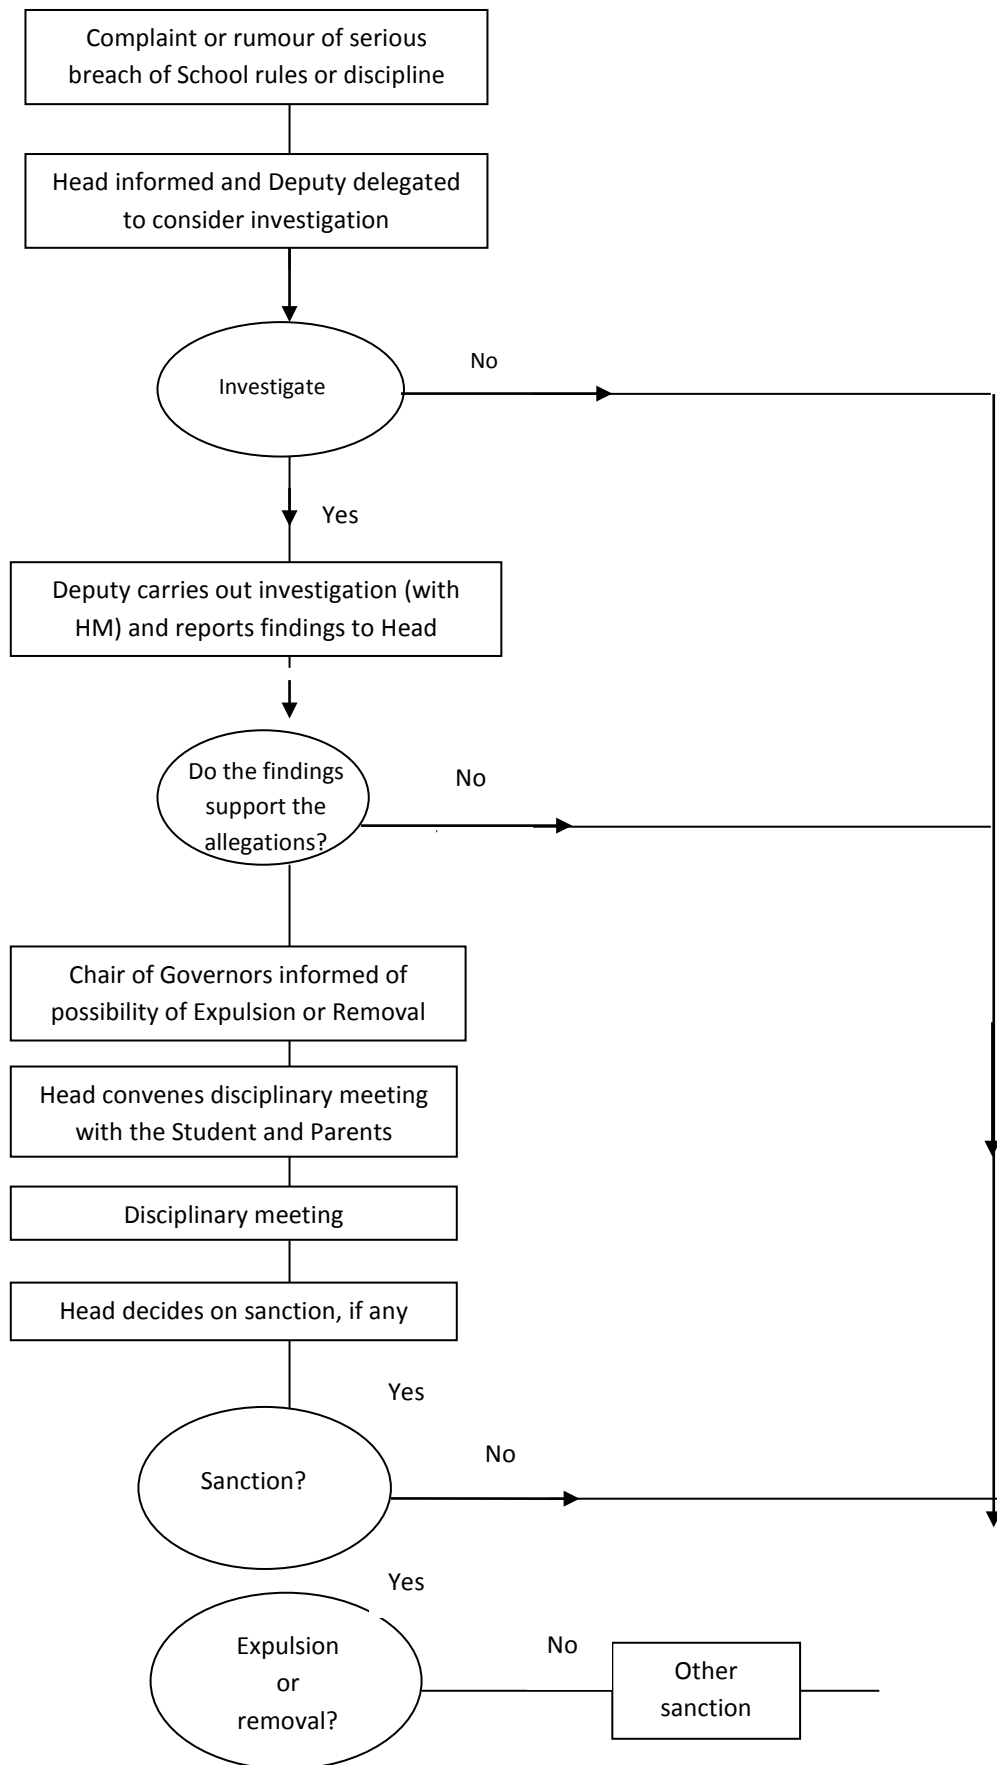 Complaint or rumour of serious
breach of School rules or discipline
Head informed and Deputy delegated
to consider investigation
Investigate
No
Yes
Deputy carries out investigation (with
HM) and reports findings to Head
Do the findings
support the
allegations?
No
Chair of Governors informed of
possibility of Expulsion or Removal
Head convenes disciplinary meeting
with the Student and Parents
Disciplinary meeting
Head decides on sanction, if any
Yes
Sanction?
No
Yes
Expulsion
or
removal?
No
Other
sanction